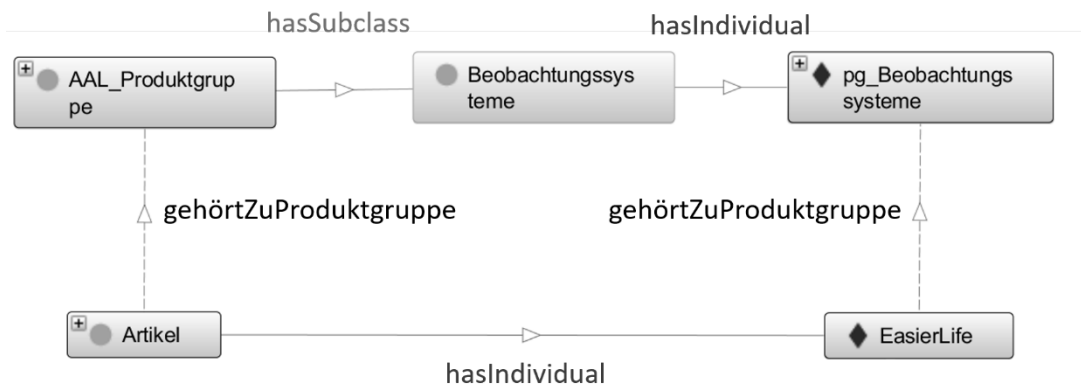 hasSubclass
hasIndividual
AAL_Produktgrup
pe
Beobachtungssys
teme
pg_Beobachtungs
systeme
gehörtZuProduktgruppe
gehörtZuProduktgruppe
Artikel
EasierLife
hasIndividual